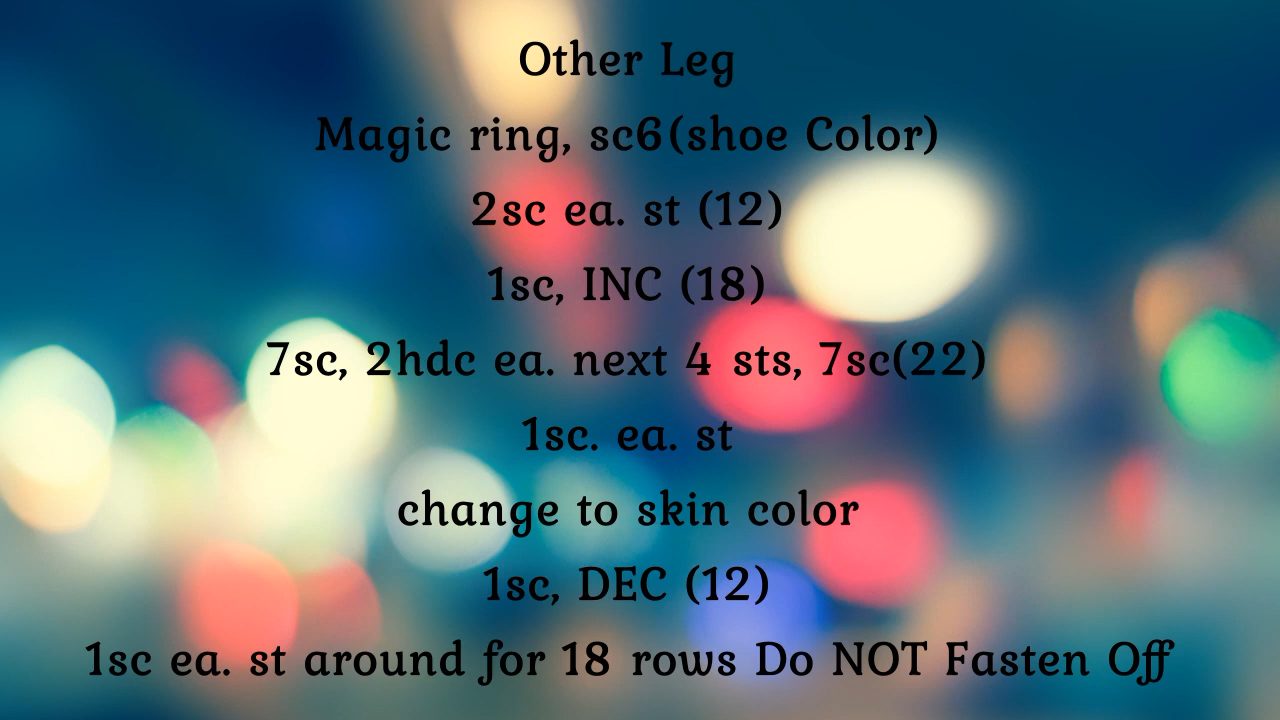 Other Leg
Magic ring, sc6(shoe Color)
2sc ea. st (12)
1sc, INC (18)
7sc, 2hdc ea. next 4 sts, 7sc(22)
1sc. ea. st
change to skin color
1sc, DEC (12)
1sc ea. st around for 18 rows Do NOT Fasten Off